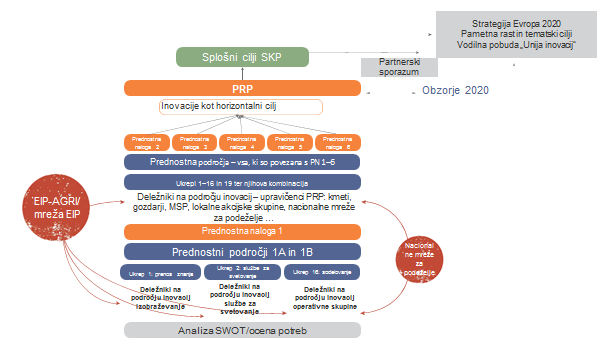 Strategija Evropa 2020
Pametna rast in tematski cilji
Vodilna pobuda „Unija inovacij“
Splošni cilji SKP
Partnerski
sporazum
PRP
Obzorje 2020
Inovacije kot horizontalni cilj
Prednostna
naloga 2
Prednostna
naloga 3
Prednostna
naloga 4
Prednostna
naloga 5
Prednostna
naloga 6
Prednostna področja – vsa, ki so povezana s PN 1–6
Ukrepi 1–16 in 19 ter njihova kombinacija
Deležniki na področju inovacij – upravičenci PRP: kmeti,
gozdarji, MSP, lokalne akcijske skupine, nacionalne mreže
za podeželje …
EIP-AGRI/
mreža EIP
Prednostna naloga 1
Prednostni področji 1A in 1B
Nacional
ne mreže
za
podeželje
Ukrep 1: prenos znanja
Ukrep 2: službe za
svetovanje
Ukrep 16: sodelovanje
Deležniki na
področju inovacij
izobraževanje
Deležniki na
področju inovacij
službe za
svetovanje
Deležniki na
področju inovacij
operativne skupine
Analiza SWOT/ocena potreb